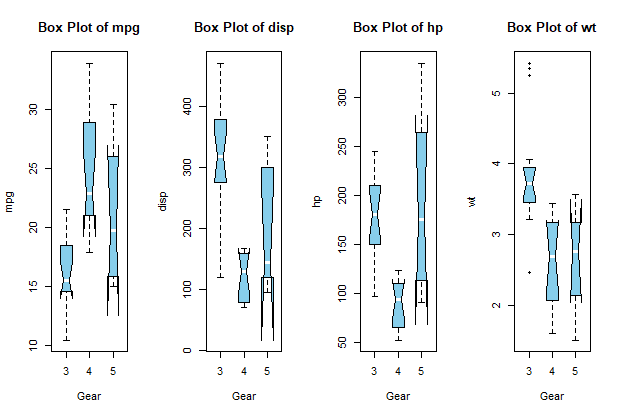 Box Plot of mpg
mpg
30
25
20
15
10
3 4 5
Gear
Box Plot of disp
disp
400
300
200
100
0
3 4 5
Gear
Box Plot of hp
hp
300
250
200
150
100
50
3 4 5
Gear
Box Plot of wt
wt
5
4
3
2
3 4 5
Gear